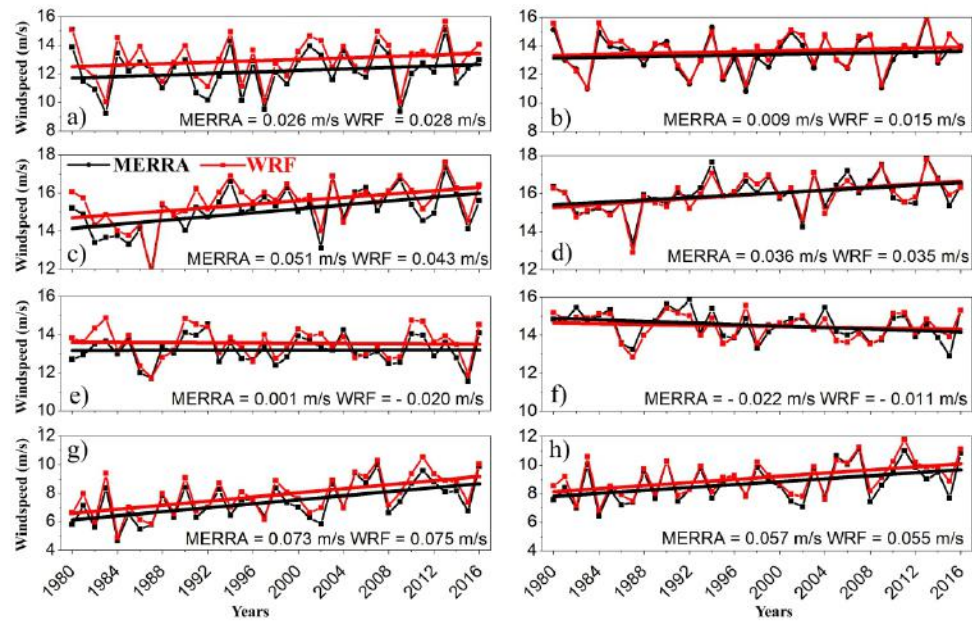 Windspeed (m/s)
16
14
12
10
8
a)
MERRA = 0.026 m/s WRF = 0.028 m/s
16
14
12
10
8
b)
MERRA = 0.009 m/s WRF = 0.015 m/s
Windspeed (m/s)
18
16
14
12
MERRA WRF
c)
MERRA = 0.051 m/s WRF = 0.043 m/s
18
16
14
12
d)
MERRA = 0.036 m/s WRF = 0.035 m/s
Windspeed (m/s)
16
14
12
10
e)
MERRA = 0.001 m/s WRF = - 0.020 m/s
16
14
12
10
f)
MERRA = - 0.022 m/s WRF = - 0.011 m/s
Windspeed (m/s)
12
10
8
6
4
g)
MERRA = 0.073 m/s WRF = 0.075 m/s
1980 1984 1988 1992 1996 2000 2004 2008 2012 2016
Years
12
10
8
6
4
h)
MERRA = 0.057 m/s WRF = 0.055 m/s
1980 1984 1988 1992 1996 2000 2004 2008 2012 2016
Years